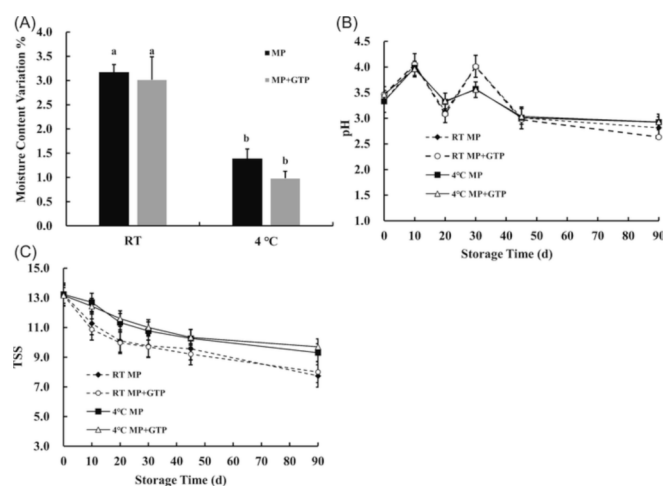 (A)
Moisture Content Variation %
4.0
3.5
3.0
2.5
2.0
1.5
1.0
0.5
0.0
a
a
b
b
MP
MP+GTP
RT
4 °C
(B)
pH
5.0
4.5
4.0
3.5
3.0
2.5
2.0
1.5
1.0
RT MP
RT MP+GTP
4°C MP
4°C MP+GTP
0 10 20 30 40 50 60 70 80 90
Storage Time (d)
(C)
TSS
15.0
13.0
11.0
9.0
7.0
5.0
3.0
RT MP
RT MP+GTP
4°C MP
4°C MP+GTP
0 10 20 30 40 50 60 70 80 90
Storage Time (d)